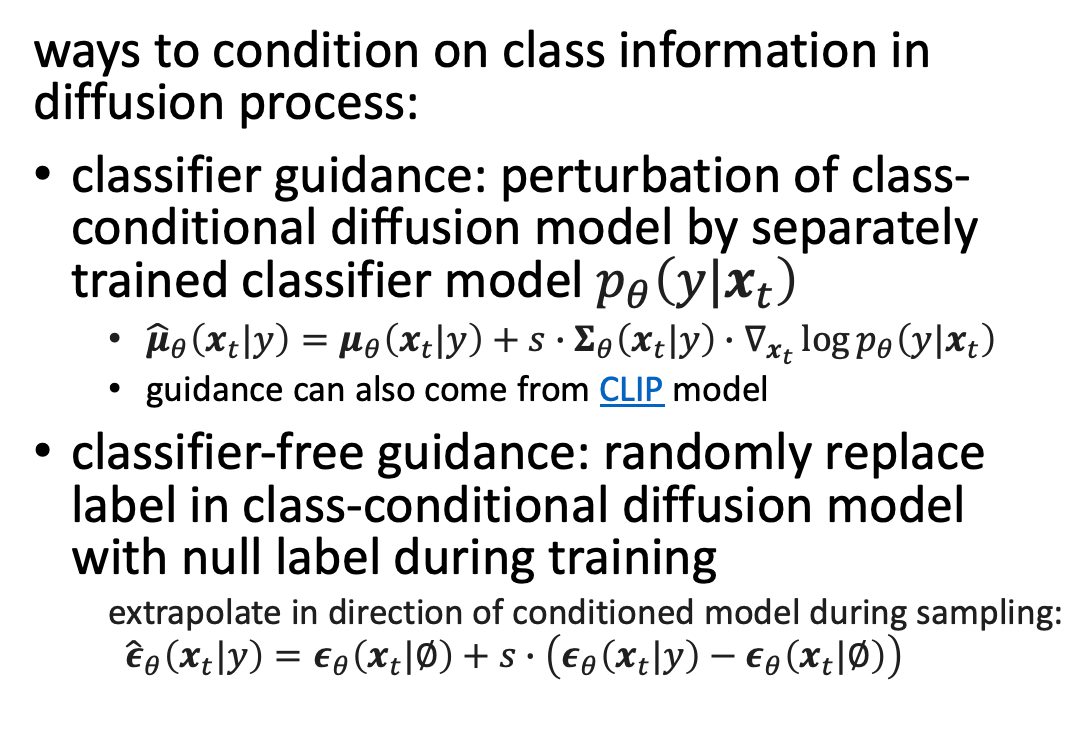 ways to condition on class information in
diffusion process:
• classifier guidance: perturbation of class-
conditional diffusion model by separately
trained classifier model pθ(y|xₜ)
• μ̂θ(xₜ|y) = μθ(xₜ|y) + s · Σθ(xₜ|y) · ∇xₜ log pθ(y|xₜ)
• guidance can also come from CLIP model
• classifier-free guidance: randomly replace
label in class-conditional diffusion model
with null label during training
extrapolate in direction of conditioned model during sampling:
ϵ̂θ(xₜ|y) = ϵθ(xₜ|∅) + s · (ϵθ(xₜ|y) − ϵθ(xₜ|∅))